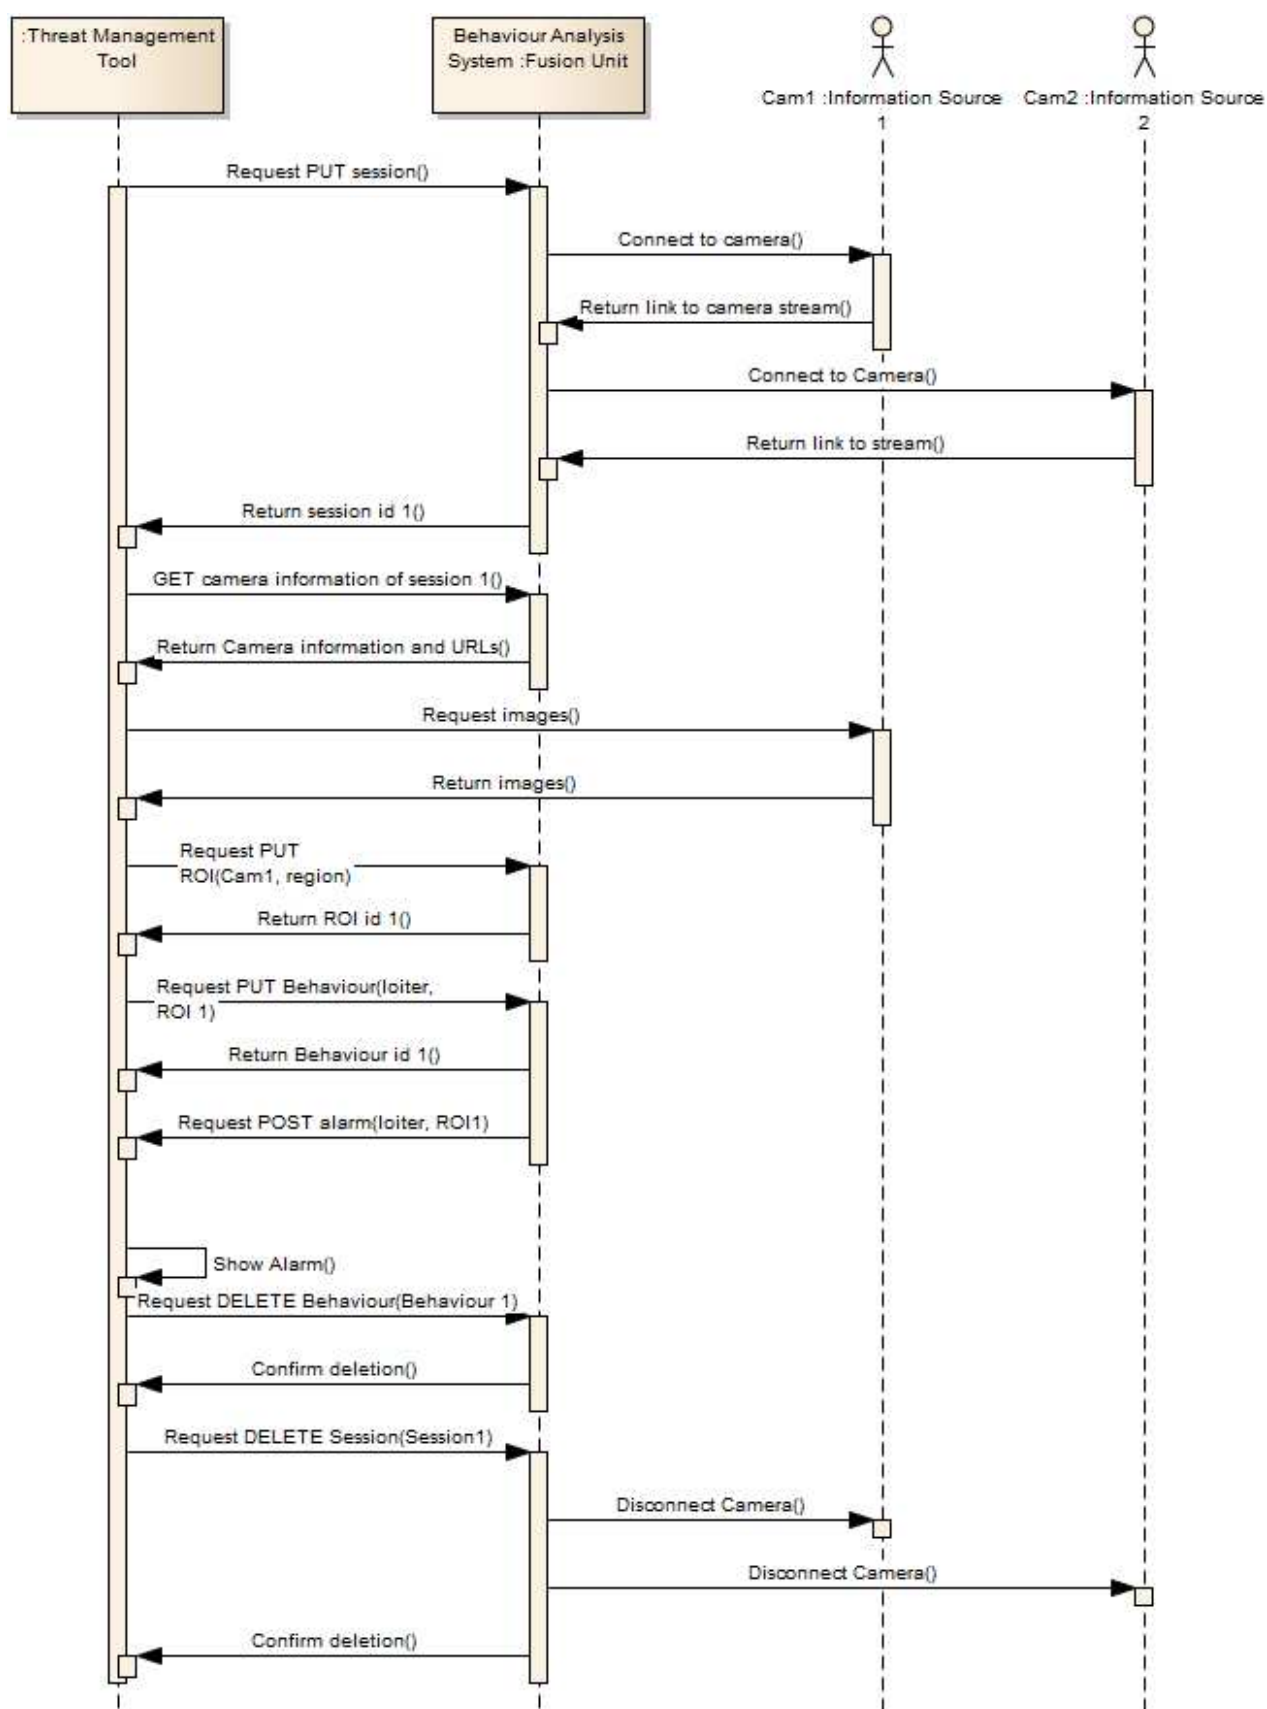 :Threat Management
Tool
Behaviour Analysis
System :Fusion Unit
Cam1 :Information Source
1
Cam2 :Information Source
2
Request PUT session()
Connect to camera()
Return link to camera stream()
Connect to Camera()
Return link to stream()
Return session id 1()
GET camera information of session 1()
Return Camera information and URLs()
Request images()
Return images()
Request PUT
ROI(Cam1, region)
Return ROI id 1()
Request PUT Behaviour(loiter,
ROI 1)
Return Behaviour id 1()
Request POST alarm(loiter, ROI1)
Show Alarm()
Request DELETE Behaviour(Behaviour 1)
Confirm deletion()
Request DELETE Session(Session1)
Disconnect Camera()
Disconnect Camera()
Confirm deletion()